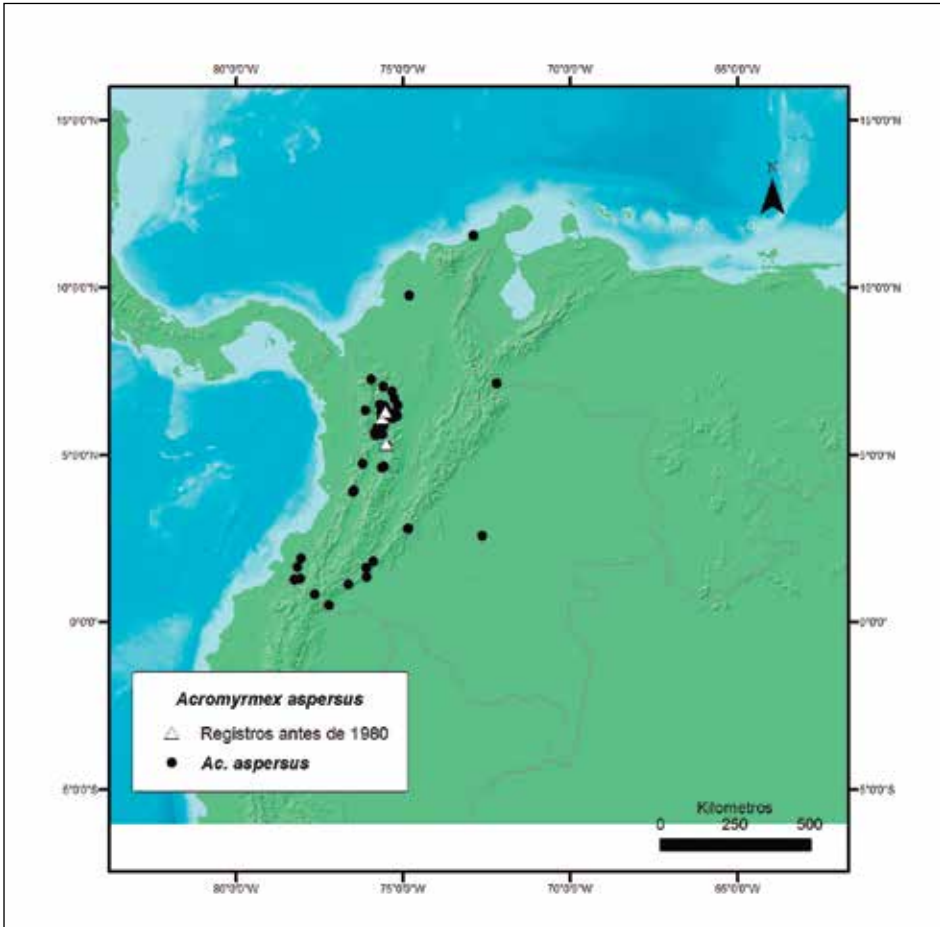 80°0'0"W 75°0'0"W 70°0'0"W 65°0'0"W
15°0'0"N 15°0'0"N
N
10°0'0"N 10°0'0"N
5°0'0"N 5°0'0"N
0°0'0" 0°0'0"
Acromyrmex aspersus
Registros antes de 1980
Ac. aspersus
5°0'0"S 5°0'0"S
Kilometros
0 250 500
80°0'0"W 75°0'0"W 70°0'0"W 65°0'0"W